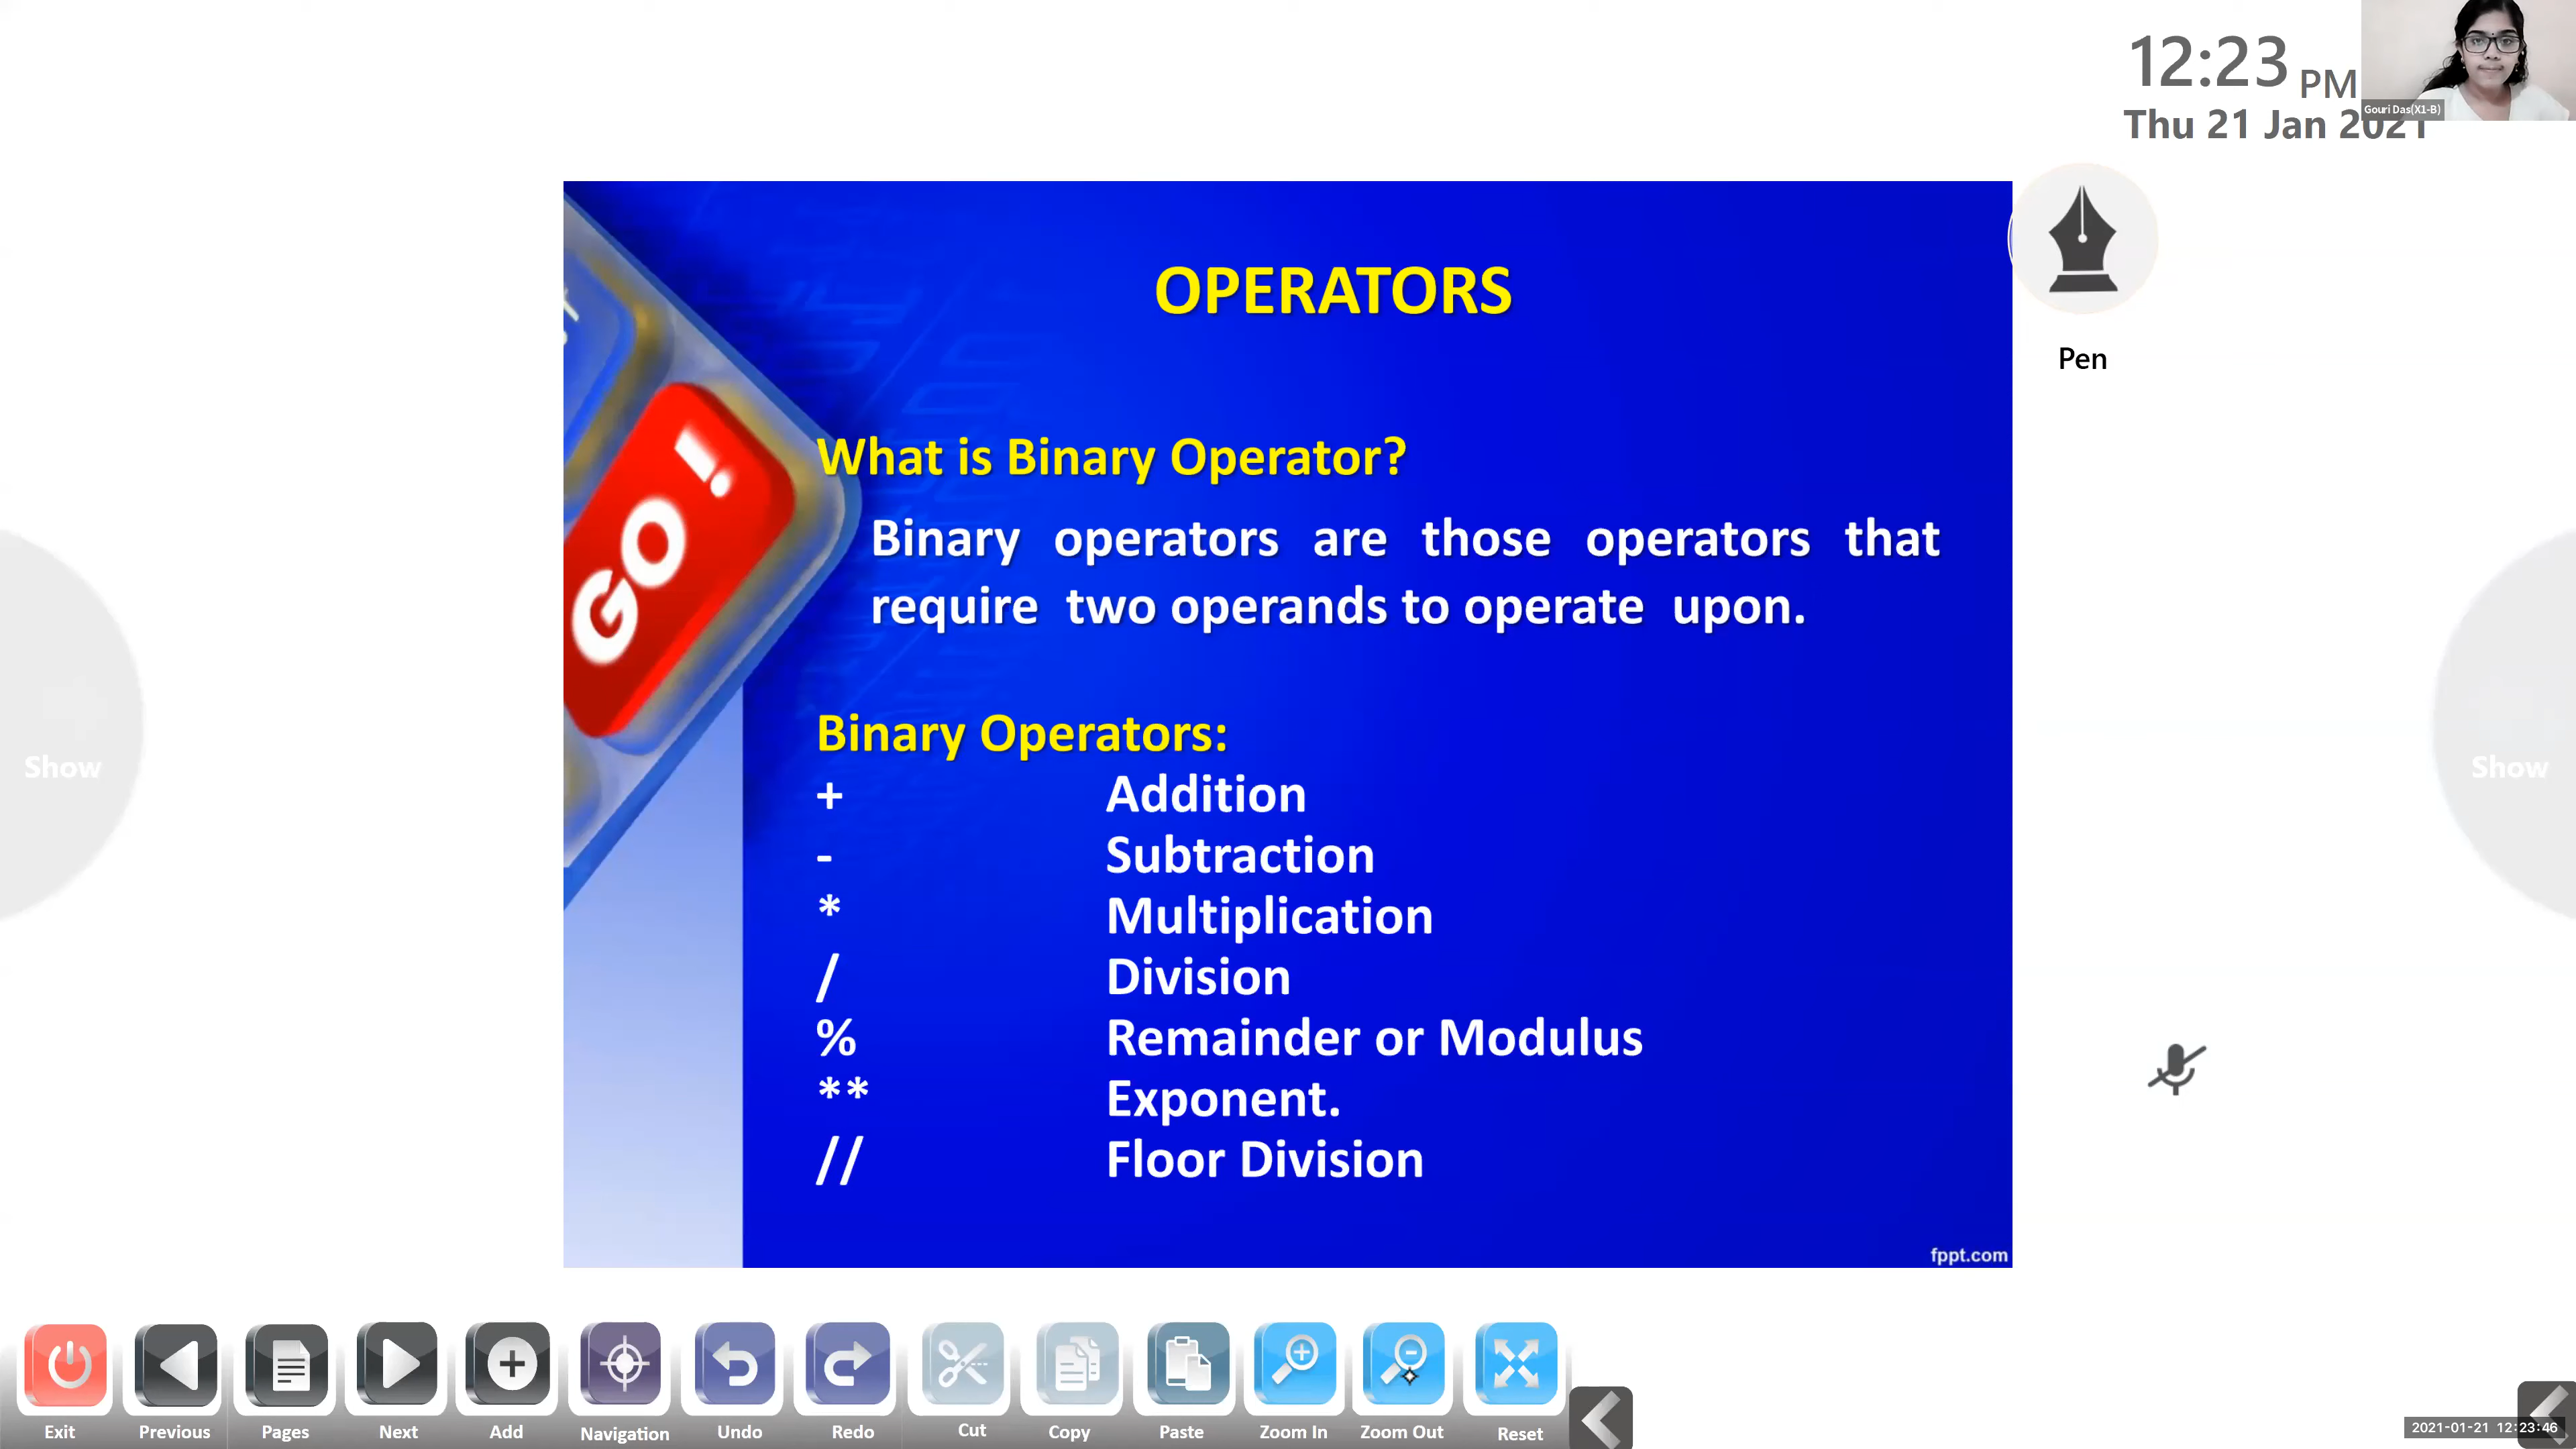 12:23 PM
Gouri Das(X1-B)
Thu 21 Jan 2021
Pen
OPERATORS
GO !
What is Binary Operator?
Binary operators are those operators that
require two operands to operate upon.
Binary Operators:
+ Addition
- Subtraction
* Multiplication
/ Division
% Remainder or Modulus
** Exponent.
// Floor Division
fppt.com
Show
Show
Exit Previous Pages Next Add Navigation Undo Redo Cut Copy Paste Zoom In Zoom Out Reset
2021-01-21 12:23:46